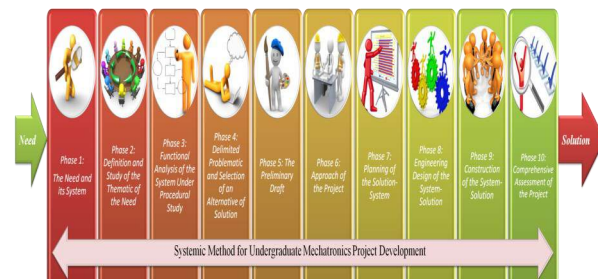 Need
Phase 1:
The Need and
its System
Phase 2:
Definition and
Study of the
Thematic of
the Need
Phase 3:
Functional
Analysis of the
System Under
Procedural
Study
Phase 4:
Delimited
Problematic
and Selection
of an
Alternative of
Solution
Phase 5: The
Preliminary
Draft
Phase 6:
Approach of
the Project
Phase 7:
Planning of
the Solution-
System
Phase 8:
Engineering
Design of the
System-
Solution
Phase 9:
Construction
of the System-
Solution
Phase 10:
Comprehensive
Assessment of
the Project
Solution
Systemic Method for Undergraduate Mechatronics Project Development